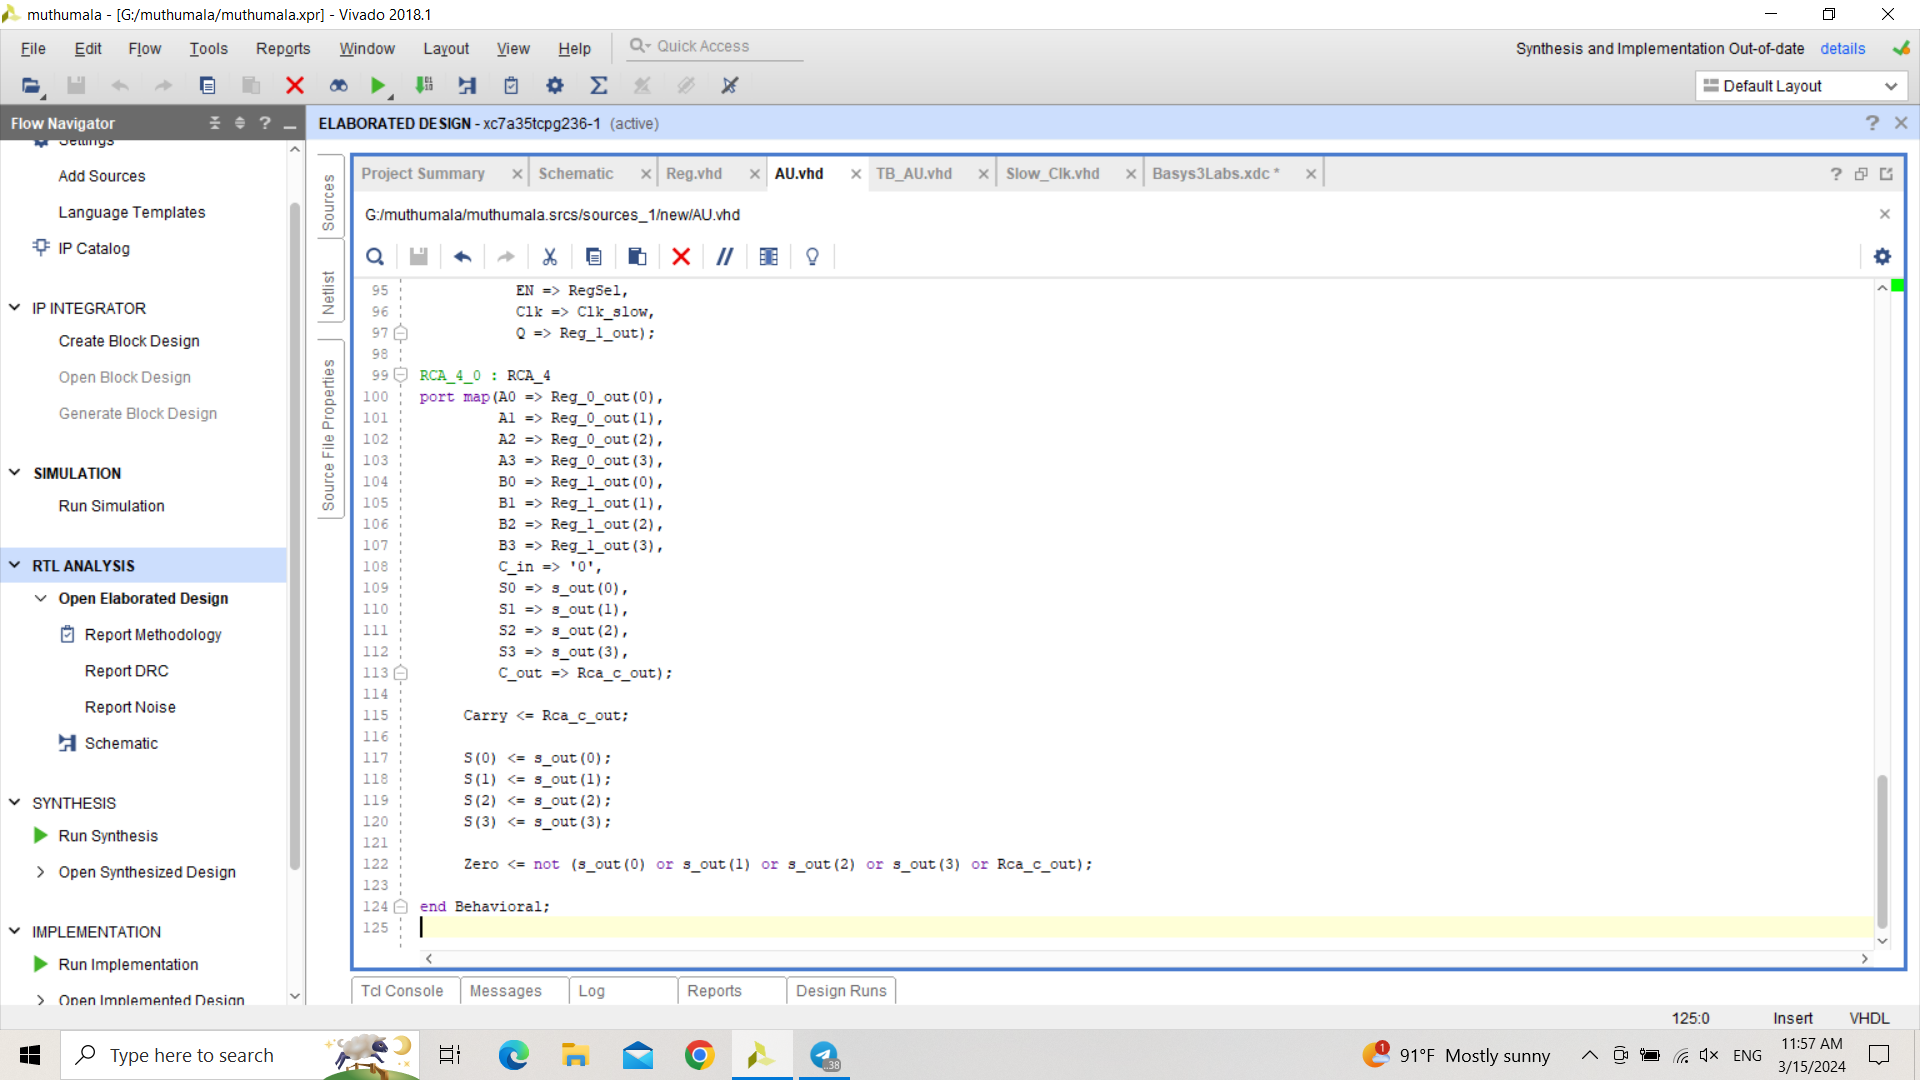 muthumala - [G:/muthumala/muthumala.xpr] - Vivado 2018.1
File Edit Flow Tools Reports Window Layout View Help Quick Access
Synthesis and Implementation Out-of-date details
Default Layout
Flow Navigator
ELABORATED DESIGN - xc7a35tcpg236-1 (active)
Settings
Add Sources
Language Templates
IP Catalog
IP INTEGRATOR
Create Block Design
Open Block Design
Generate Block Design
SIMULATION
Run Simulation
RTL ANALYSIS
Open Elaborated Design
Report Methodology
Report DRC
Report Noise
Schematic
SYNTHESIS
Run Synthesis
Open Synthesized Design
IMPLEMENTATION
Run Implementation
Open Implemented Design
Sources
Netlist
Source File Properties
Project Summary Schematic Reg.vhd AU.vhd TB_AU.vhd Slow_Clk.vhd Basys3Labs.xdc *
G:/muthumala/muthumala.srcs/sources_1/new/AU.vhd
95 EN => RegSel,
96 Clk => Clk_slow,
97 Q => Reg_1_out);
98
99 RCA_4_0 : RCA_4
100 port map(A0 => Reg_0_out(0),
101 A1 => Reg_0_out(1),
102 A2 => Reg_0_out(2),
103 A3 => Reg_0_out(3),
104 B0 => Reg_1_out(0),
105 B1 => Reg_1_out(1),
106 B2 => Reg_1_out(2),
107 B3 => Reg_1_out(3),
108 C_in => '0',
109 S0 => s_out(0),
110 S1 => s_out(1),
111 S2 => s_out(2),
112 S3 => s_out(3),
113 C_out => Rca_c_out);
114
115 Carry <= Rca_c_out;
116
117 S(0) <= s_out(0);
118 S(1) <= s_out(1);
119 S(2) <= s_out(2);
120 S(3) <= s_out(3);
121
122 Zero <= not (s_out(0) or s_out(1) or s_out(2) or s_out(3) or Rca_c_out);
123
124 end Behavioral;
125
Tcl Console Messages Log Reports Design Runs
125:0 Insert VHDL
Type here to search
..38
1
91°F Mostly sunny
ENG
11:57 AM
3/15/2024